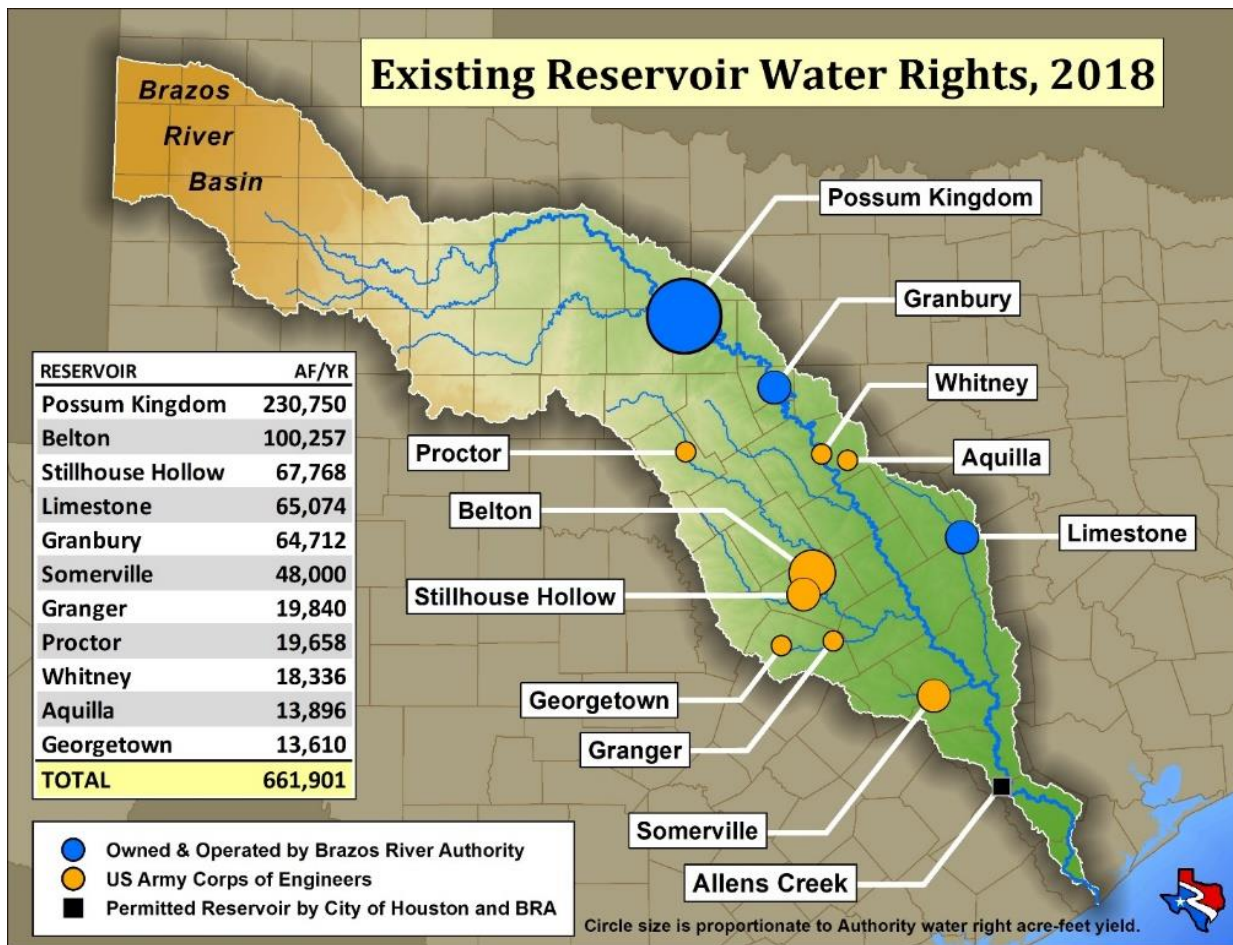 Existing Reservoir Water Rights, 2018
Brazos
River
Basin
Possum Kingdom
Granbury
Whitney
Aquilla
Proctor
Belton
Limestone
Stillhouse Hollow
Georgetown
Granger
Somerville
Allens Creek
RESERVOIR AF/YR
Possum Kingdom 230,750
Belton 100,257
Stillhouse Hollow 67,768
Limestone 65,074
Granbury 64,712
Somerville 48,000
Granger 19,840
Proctor 19,658
Whitney 18,336
Aquilla 13,896
Georgetown 13,610
TOTAL 661,901
Owned & Operated by Brazos River Authority
US Army Corps of Engineers
Permitted Reservoir by City of Houston and BRA
Circle size is proportionate to Authority water right acre-feet yield.